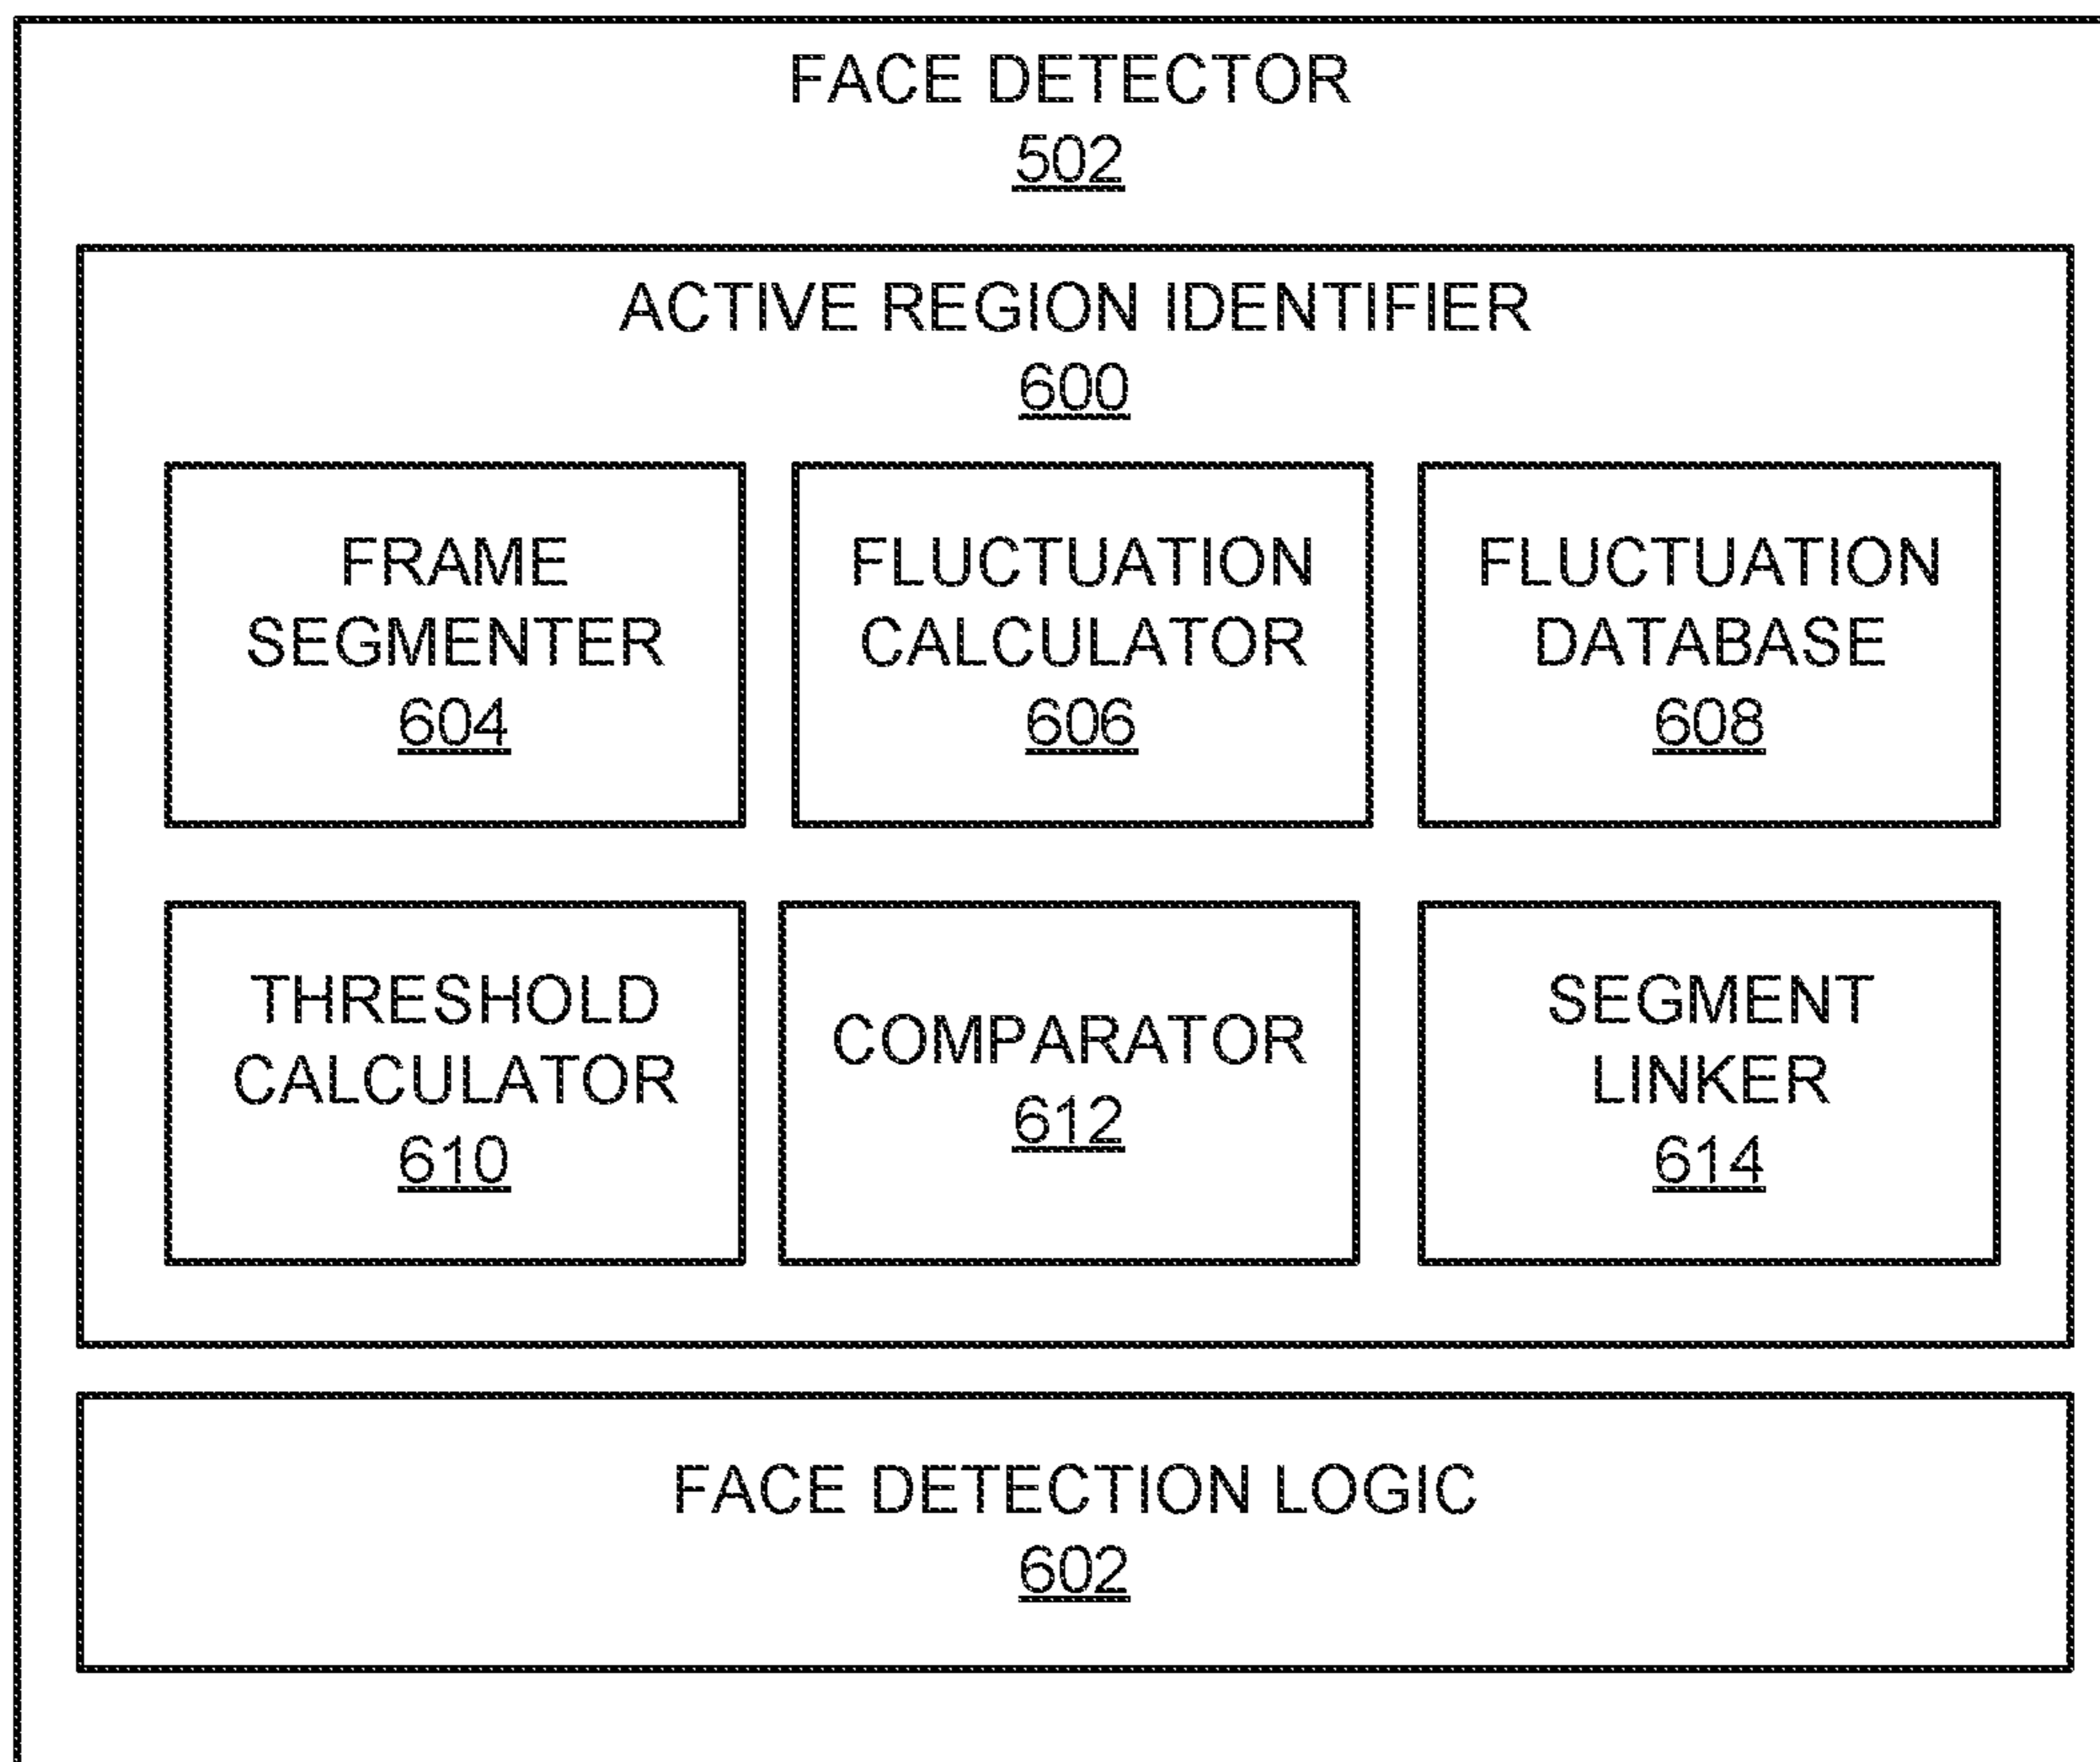 FACE DETECTOR
502
ACTIVE REGION IDENTIFIER
600
FRAME
SEGMENTER
604
FLUCTUATION
CALCULATOR
606
FLUCTUATION
DATABASE
608
THRESHOLD
CALCULATOR
610
COMPARATOR
612
SEGMENT
LINKER
614
FACE DETECTION LOGIC
602